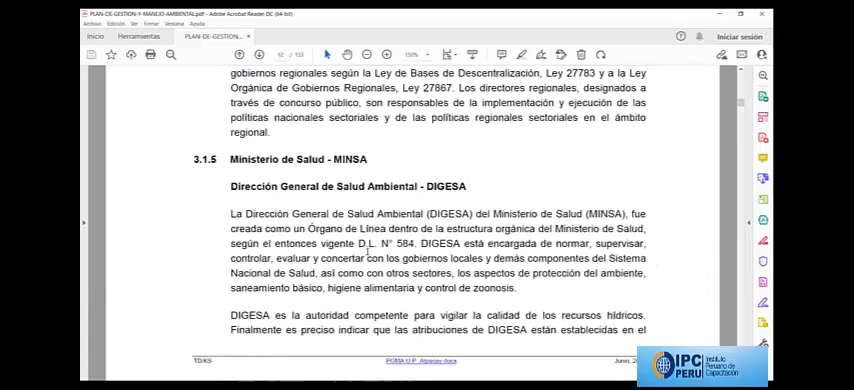 PLAN-DE-GESTION-Y-MANEJO-AMBIENTAL.pdf - Adobe Acrobat Reader DC (64-bit)
Archivo Edición Ver Firmar Ventana Ayuda
Inicio Herramientas PLAN-DE-GESTION... × Iniciar sesión
12 / 133 150%
gobiernos regionales según la Ley de Bases de Descentralización, Ley 27783 y a la Ley
Orgánica de Gobiernos Regionales, Ley 27867. Los directores regionales, designados a
través de concurso público, son responsables de la implementación y ejecución de las
políticas nacionales sectoriales y de las políticas regionales sectoriales en el ámbito
regional.
3.1.5 Ministerio de Salud - MINSA
Dirección General de Salud Ambiental - DIGESA
La Dirección General de Salud Ambiental (DIGESA) del Ministerio de Salud (MINSA), fue
creada como un Órgano de Línea dentro de la estructura orgánica del Ministerio de Salud,
según el entonces vigente D.L. N° 584. DIGESA está encargada de normar, supervisar,
controlar, evaluar y concertar con los gobiernos locales y demás componentes del Sistema
Nacional de Salud, así como con otros sectores, los aspectos de protección del ambiente,
saneamiento básico, higiene alimentaria y control de zoonosis.
DIGESA es la autoridad competente para vigilar la calidad de los recursos hídricos.
Finalmente es preciso indicar que las atribuciones de DIGESA están establecidas en el
TD/KS PGMA U.P. Alpacay.docx Junio, 2
IPC PERU Instituto Peruano de Capacitación